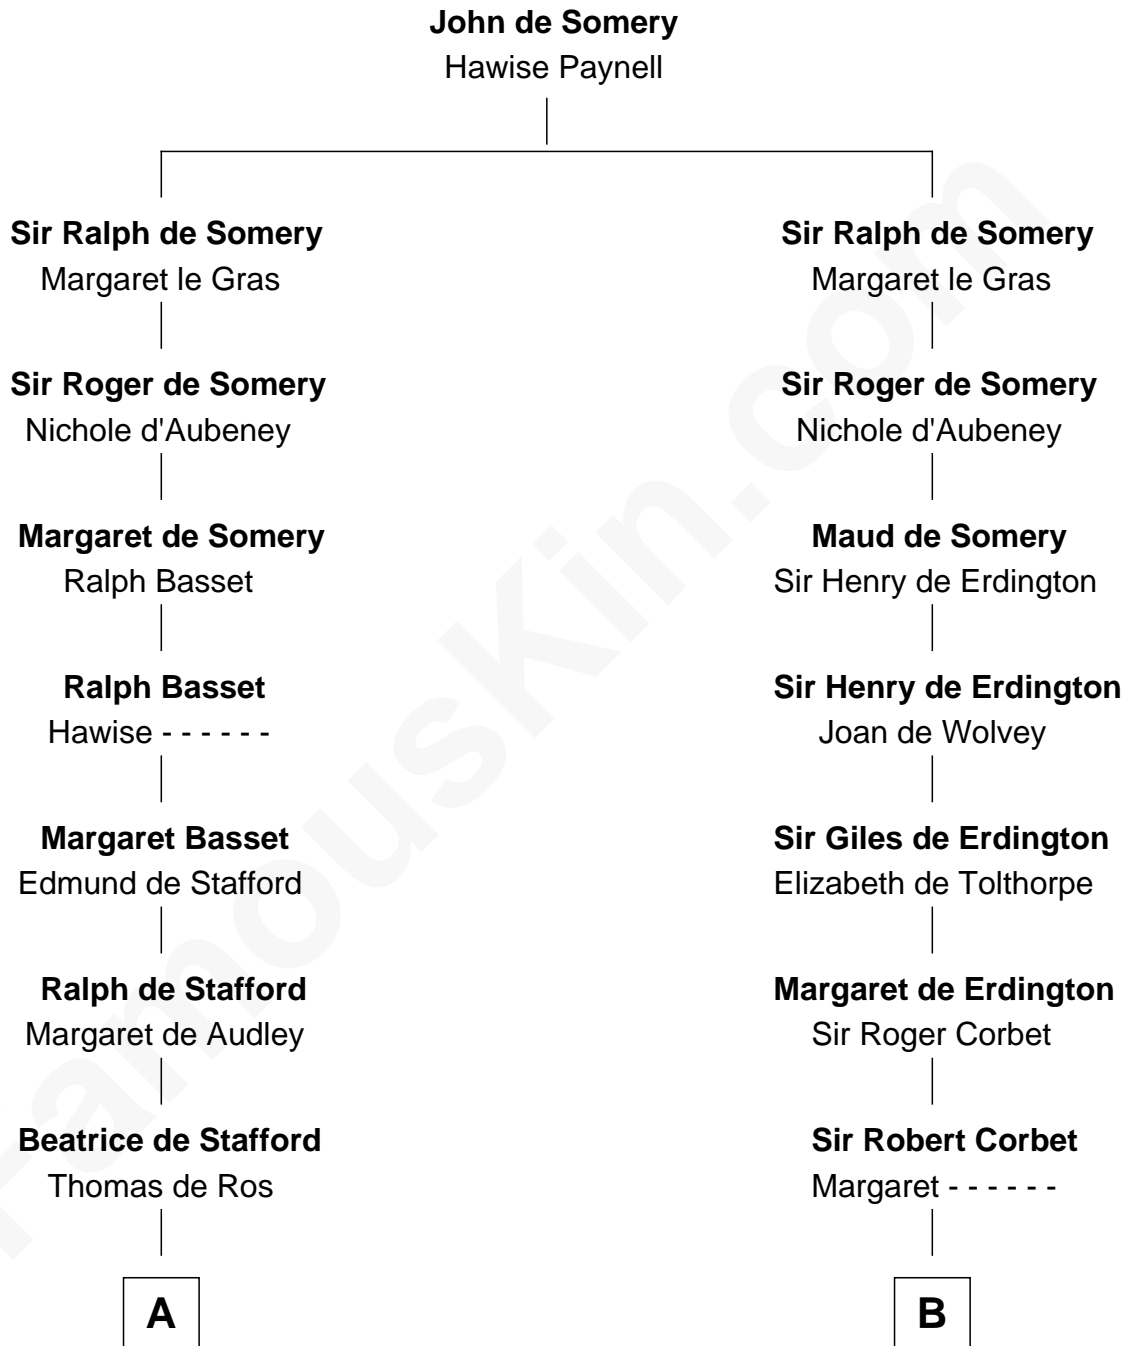 John de Somery
Hawise Paynell
Sir Ralph de Somery
Margaret le Gras
Sir Roger de Somery
Nichole d'Aubeney
Margaret de Somery
Ralph Basset
Ralph Basset
Hawise - - - - - -
Margaret Basset
Edmund de Stafford
Ralph de Stafford
Margaret de Audley
Beatrice de Stafford
Thomas de Ros
A
Sir Ralph de Somery
Margaret le Gras
Sir Roger de Somery
Nichole d'Aubeney
Maud de Somery
Sir Henry de Erdington
Sir Henry de Erdington
Joan de Wolvey
Sir Giles de Erdington
Elizabeth de Tolthorpe
Margaret de Erdington
Sir Roger Corbet
Sir Robert Corbet
Margaret - - - - - -
B
FamousKin.com